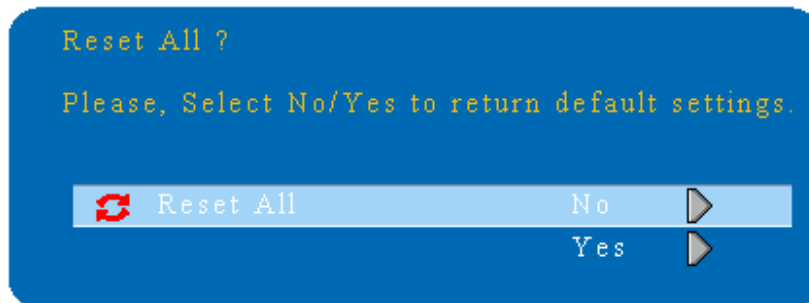 Reset All ?
Please, Select No/Yes to return default settings.
Reset All No
Yes